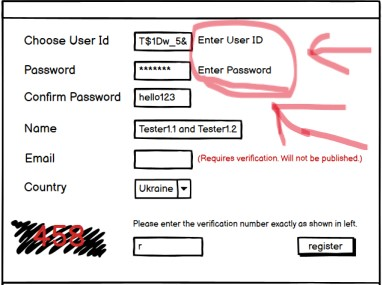 Choose User Id T$1Dw_5& Enter User ID
Password ******* Enter Password
Confirm Password hello123
Name Tester1.1 and Tester1.2
Email (Requires verification. Will not be published.)
Country Ukraine
Please enter the verification number exactly as shown in left.
458 r register